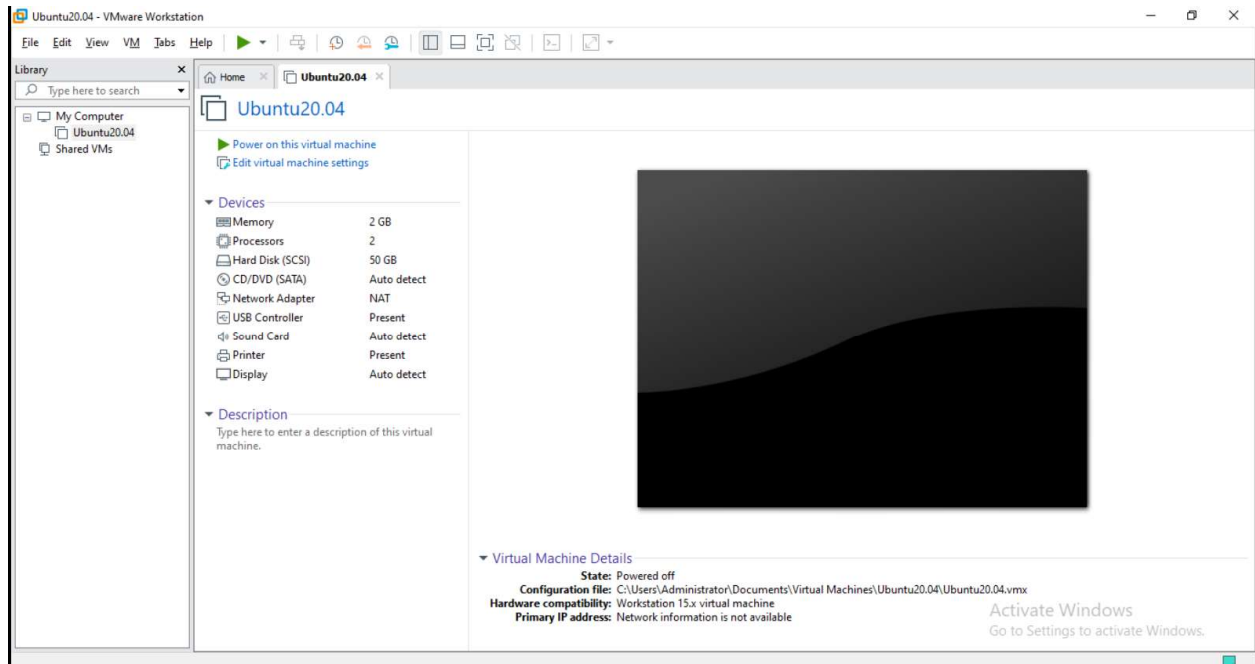 Ubuntu20.04 - VMware Workstation
File Edit View VM Tabs Help
Library
Type here to search
My Computer
Ubuntu20.04
Shared VMs
Home
Ubuntu20.04
Ubuntu20.04
Power on this virtual machine
Edit virtual machine settings
Devices
Memory 2 GB
Processors 2
Hard Disk (SCSI) 50 GB
CD/DVD (SATA) Auto detect
Network Adapter NAT
USB Controller Present
Sound Card Auto detect
Printer Present
Display Auto detect
Description
Type here to enter a description of this virtual
machine.
Virtual Machine Details
State: Powered off
Configuration file: C:\Users\Administrator\Documents\Virtual Machines\Ubuntu20.04\Ubuntu20.04.vmx
Hardware compatibility: Workstation 15.x virtual machine
Primary IP address: Network information is not available
Activate Windows
Go to Settings to activate Windows.